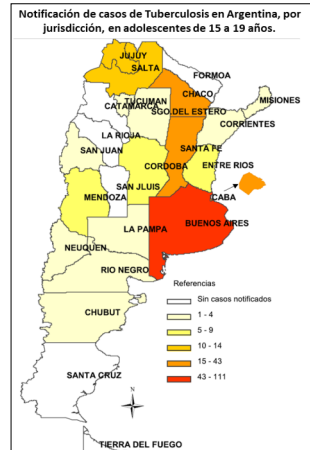 Notificación de casos de Tuberculosis en Argentina, por
jurisdicción, en adolescentes de 15 a 19 años.
JUJUY
SALTA
FORMOA
CHACO
MISIONES
TUCUMAN
CATAMARCA
SGO.DEL ESTERO
CORRIENTES
LA RIOJA
SAN JUAN
SANTA FE
CORDOBA
ENTRE RIOS
SAN JLUIS
MENDOZA
CABA
BUENOS AIRES
LA PAMPA
NEUQUEN
RIO NEGRO
Referencias
Sin casos notificados
1 - 4
5 - 9
10 - 14
15 - 43
43 - 111
CHUBUT
SANTA CRUZ
N
TIERRA DEL FUEGO